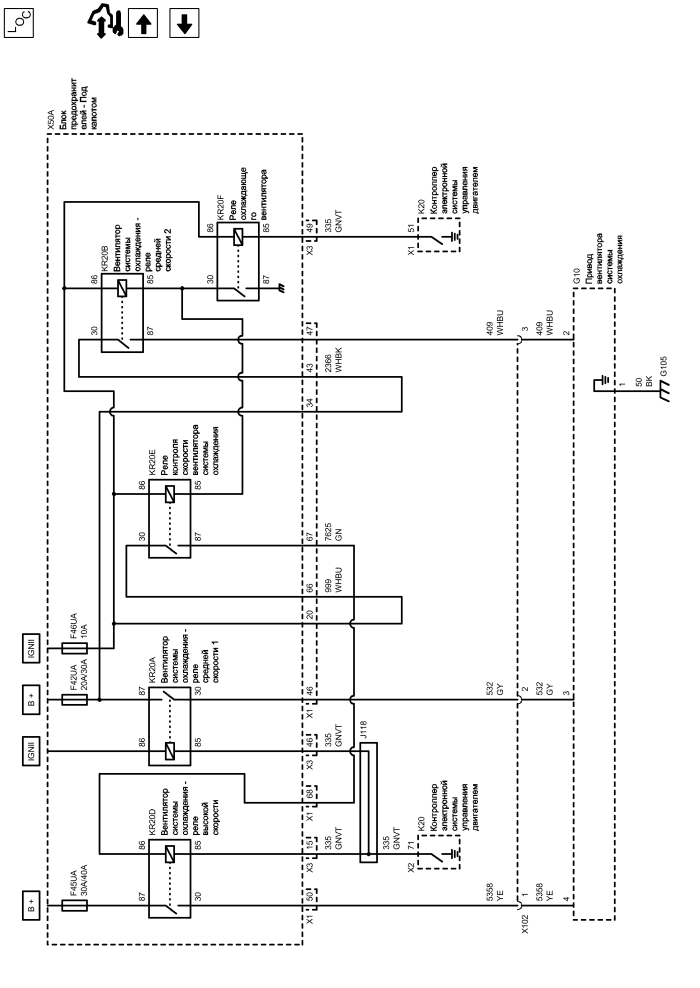 LOC
X50A
Блок
предохранит
елей - Под
капотом
B +
IGNII
B +
IGNII
F45UA
30A/40A
F42UA
20A/30A
F46UA
10A
KR20D
Вентилятор
системы
охлаждения -
реле
высокой
скорости
87
30
86
85
KR20A
Вентилятор
системы
охлаждения -
реле
средней
скорости 1
86
85
87
30
KR20E
Реле
контроля
скорости
вентилятора
системы
охлаждения
30
87
86
85
KR20B
Вентилятор
системы
охлаждения -
реле
средней
скорости 2
30
87
86
85
KR20F
Реле
охлаждающе
го
вентилятора
30
87
86
85
X1
50
X3
15
335
GNVT
X1
68
X3
46
335
GNVT
X1
46
20
66
999
WHBU
67
7625
GN
34
43
2366
WHBK
47
X3
49
335
GNVT
J118
335
GNVT
X2
71
K20
Контроллер
электронной
системы
управления
двигателем
X1
51
K20
Контроллер
электронной
системы
управления
двигателем
5358
YE
X102
1
5358
YE
4
532
GY
2
532
GY
3
409
WHBU
3
409
WHBU
2
G10
Привод
вентилятора
системы
охлаждения
1
50
BK
G105